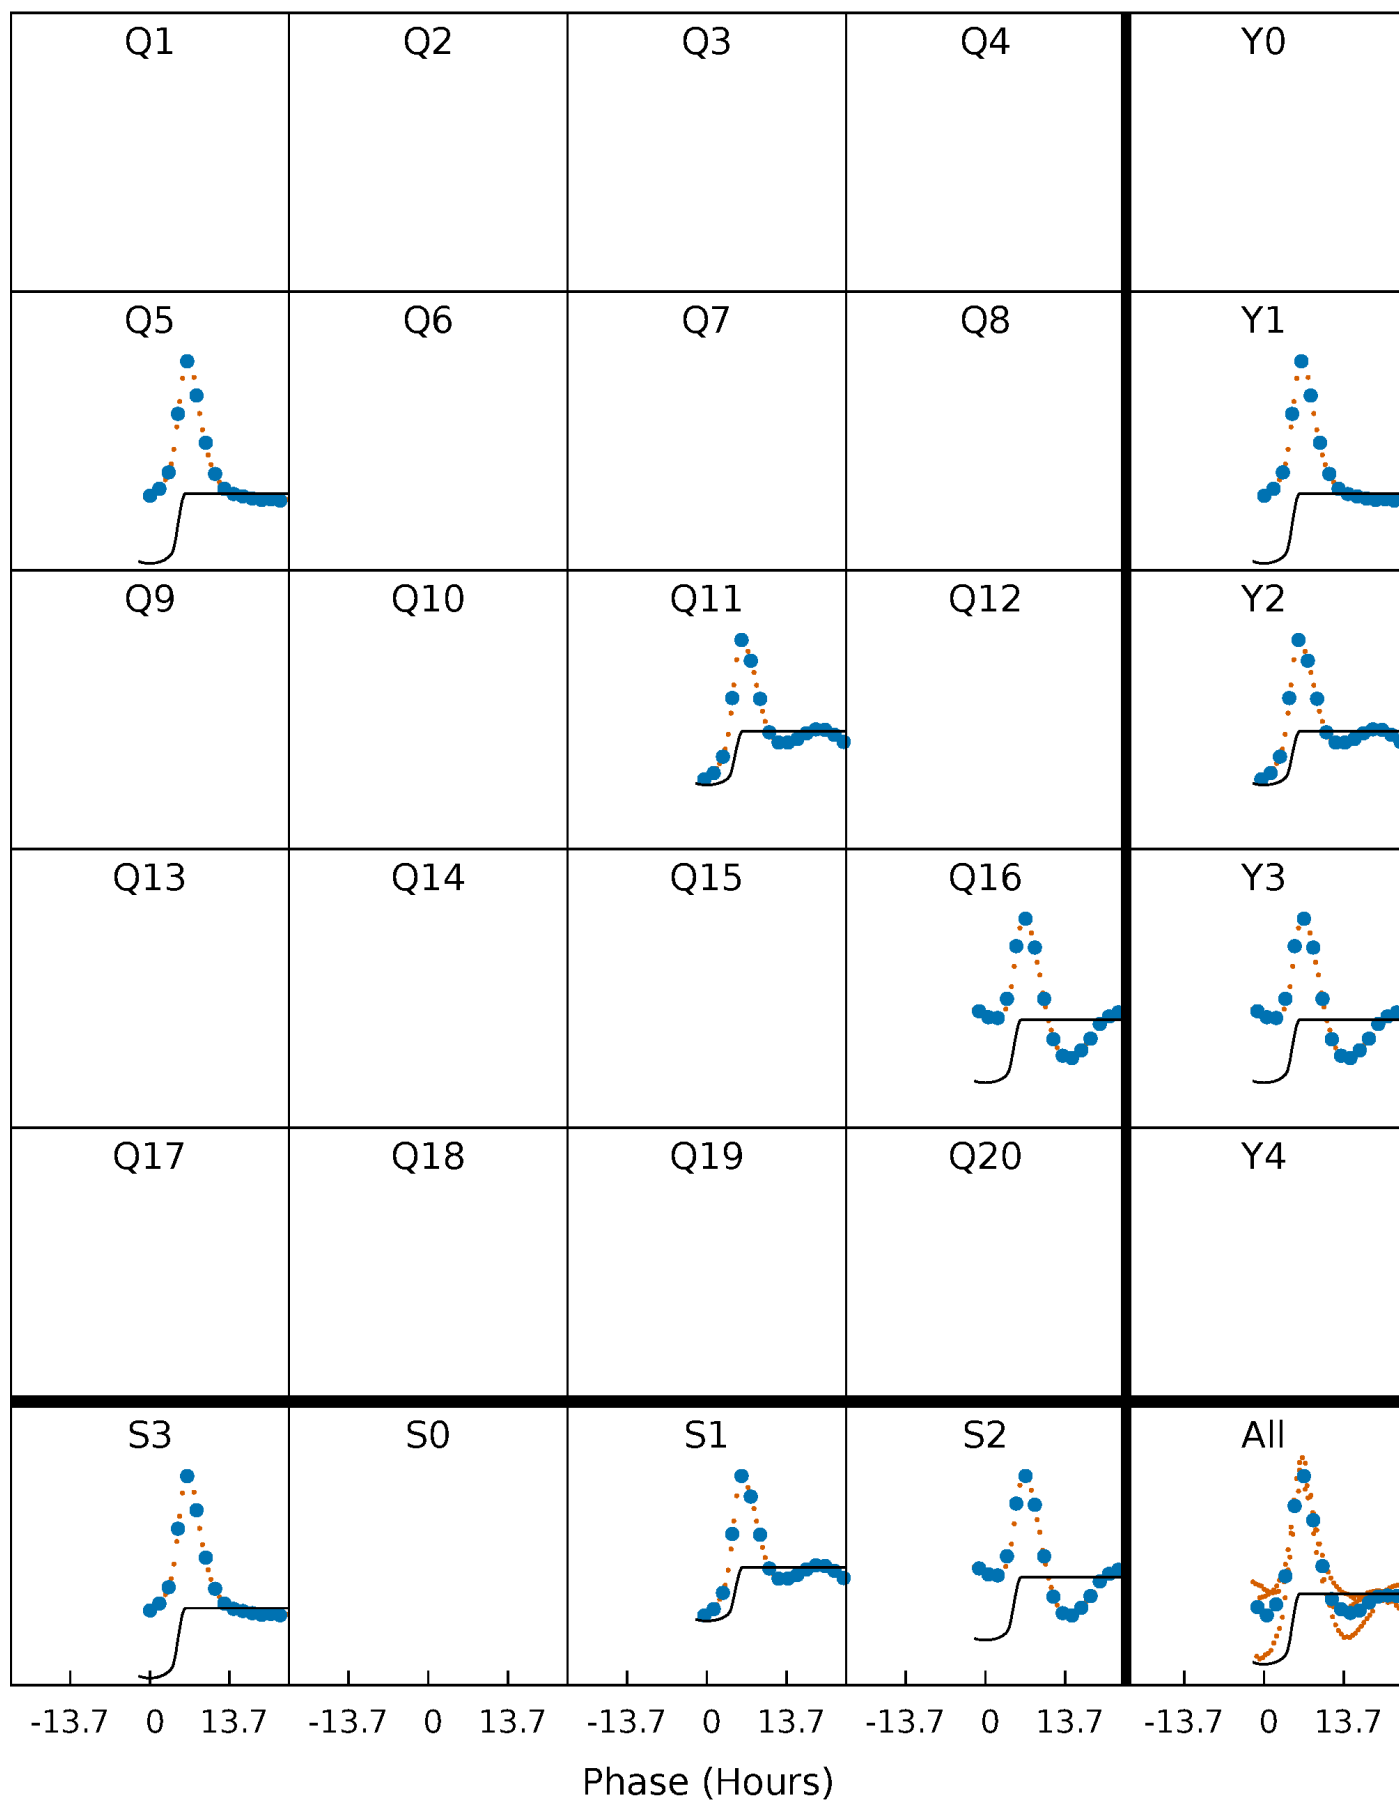 Q1 Q2 Q3 Q4 Y0
Q5 Q6 Q7 Q8 Y1
Q9 Q10 Q11 Q12 Y2
Q13 Q14 Q15 Q16 Y3
Q17 Q18 Q19 Q20 Y4
S3 S0 S1 S2 All
-13.7 0 13.7 -13.7 0 13.7 -13.7 0 13.7 -13.7 0 13.7 -13.7 0 13.7
Phase (Hours)